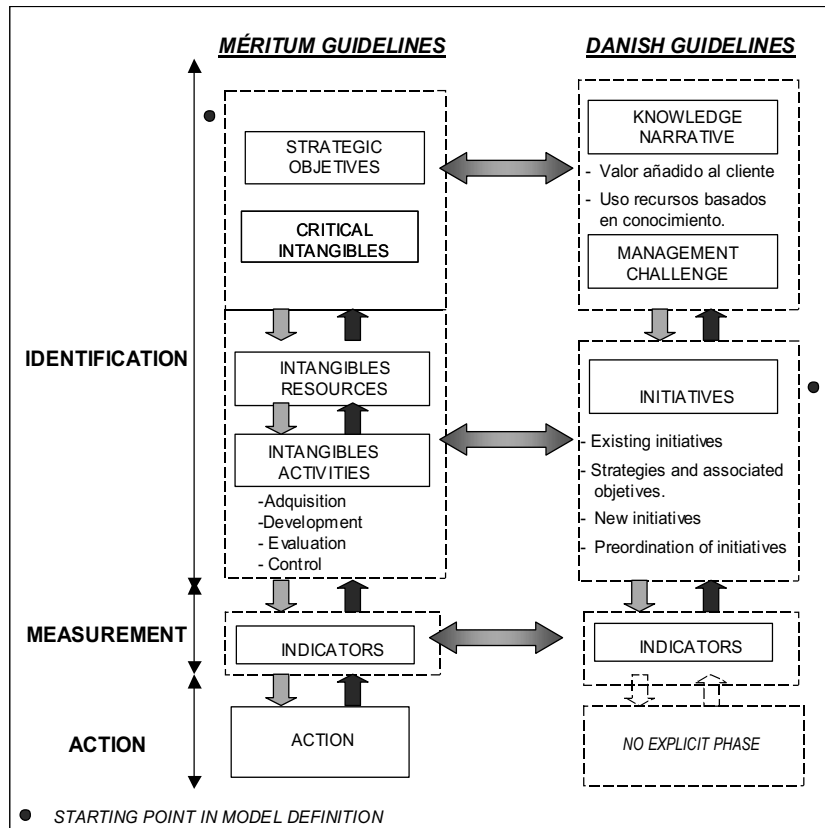 MÉRITUM GUIDELINES
DANISH GUIDELINES
STRATEGIC
OBJETIVES
CRITICAL
INTANGIBLES
KNOWLEDGE
NARRATIVE
- Valor añadido al cliente
- Uso recursos basados
en conocimiento.
MANAGEMENT
CHALLENGE
IDENTIFICATION
INTANGIBLES
RESOURCES
INTANGIBLES
ACTIVITIES
-Adquisition
-Development
- Evaluation
- Control
INITIATIVES
- Existing initiatives
- Strategies and associated
objetives.
- New initiatives
- Preordination of initiatives
MEASUREMENT
INDICATORS
INDICATORS
ACTION
ACTION
NO EXPLICIT PHASE
STARTING POINT IN MODEL DEFINITION